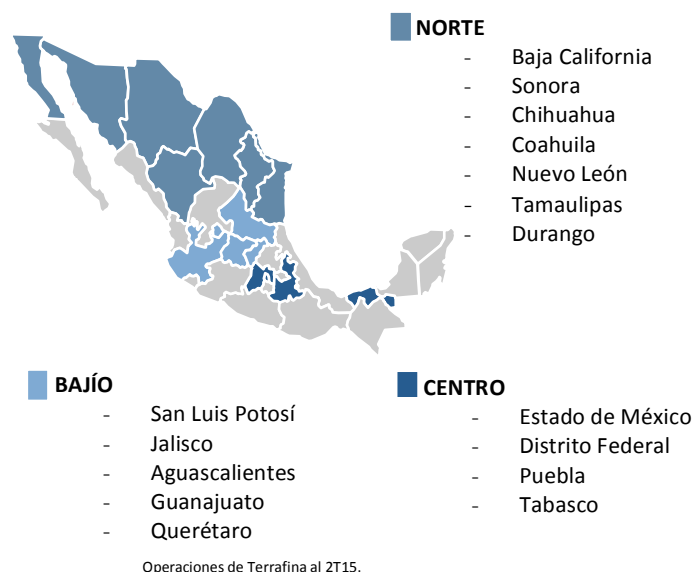 NORTE
- Baja California
- Sonora
- Chihuahua
- Coahuila
- Nuevo León
- Tamaulipas
- Durango
BAJÍO
- San Luis Potosí
- Jalisco
- Aguascalientes
- Guanajuato
- Querétaro
CENTRO
- Estado de México
- Distrito Federal
- Puebla
- Tabasco
Operaciones de Terrafina al 2T15.